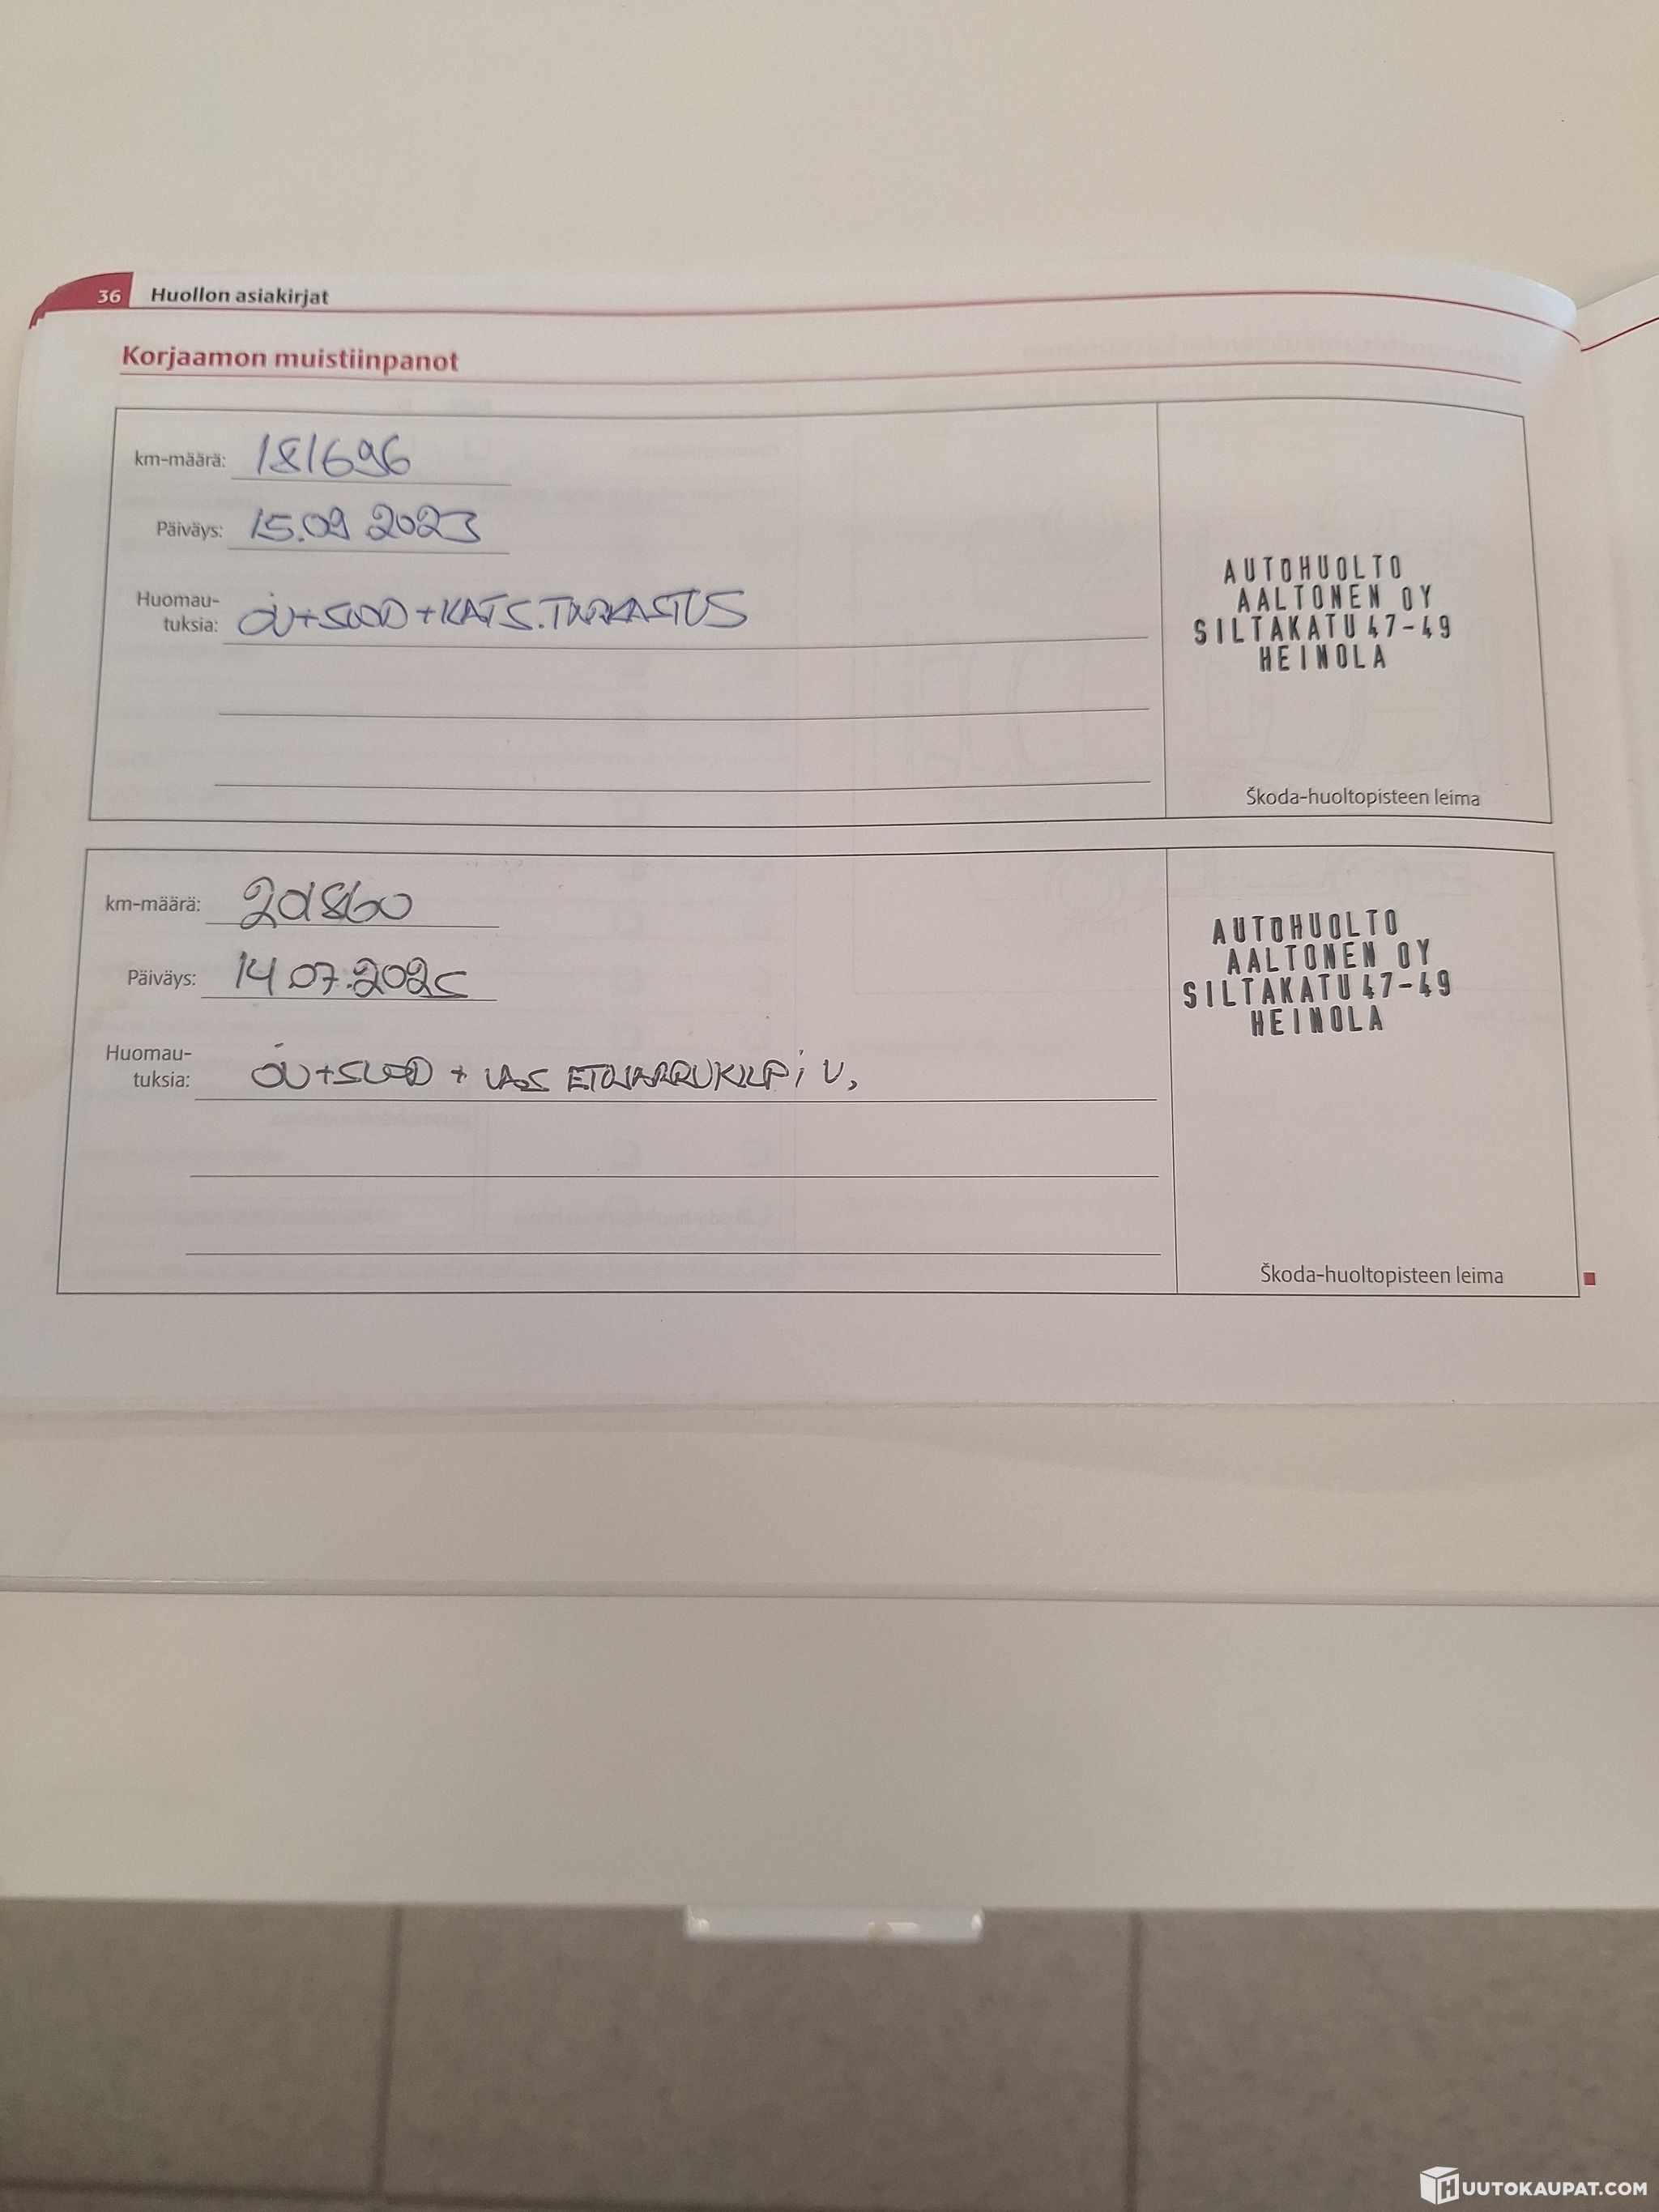 36 Huollon asiakirjat
Korjaamon muistiinpanot
km-määrä: 181696
Päiväys: 15.09 2023
Huomau-
tuksia: ÖV+SUOD+KATS.TARKASTUS
AUTOHUOLTO
AALTONEN OY
SILTAKATU 47-49
HEINOLA
Škoda-huoltopisteen leima
km-määrä: 201860
Päiväys: 14.07.2025
Huomau-
tuksia: ÖV+SUOD + VAS ETUJARRUKILPI V,
AUTOHUOLTO
AALTONEN OY
SILTAKATU 47-49
HEINOLA
Škoda-huoltopisteen leima
HUUTOKAUPAT.COM